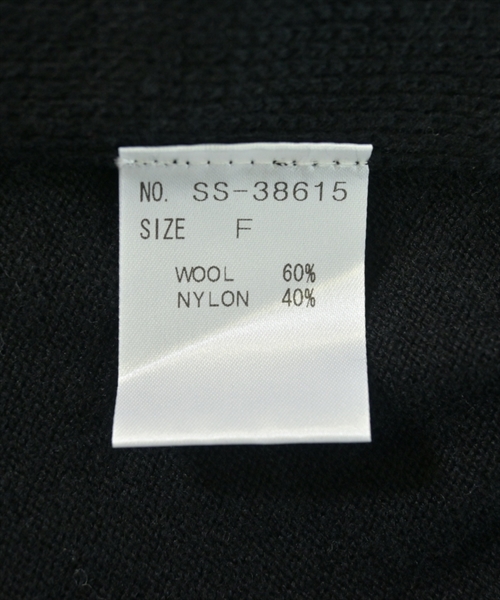 NO. SS-38615
SIZE F
WOOL 60%
NYLON 40%